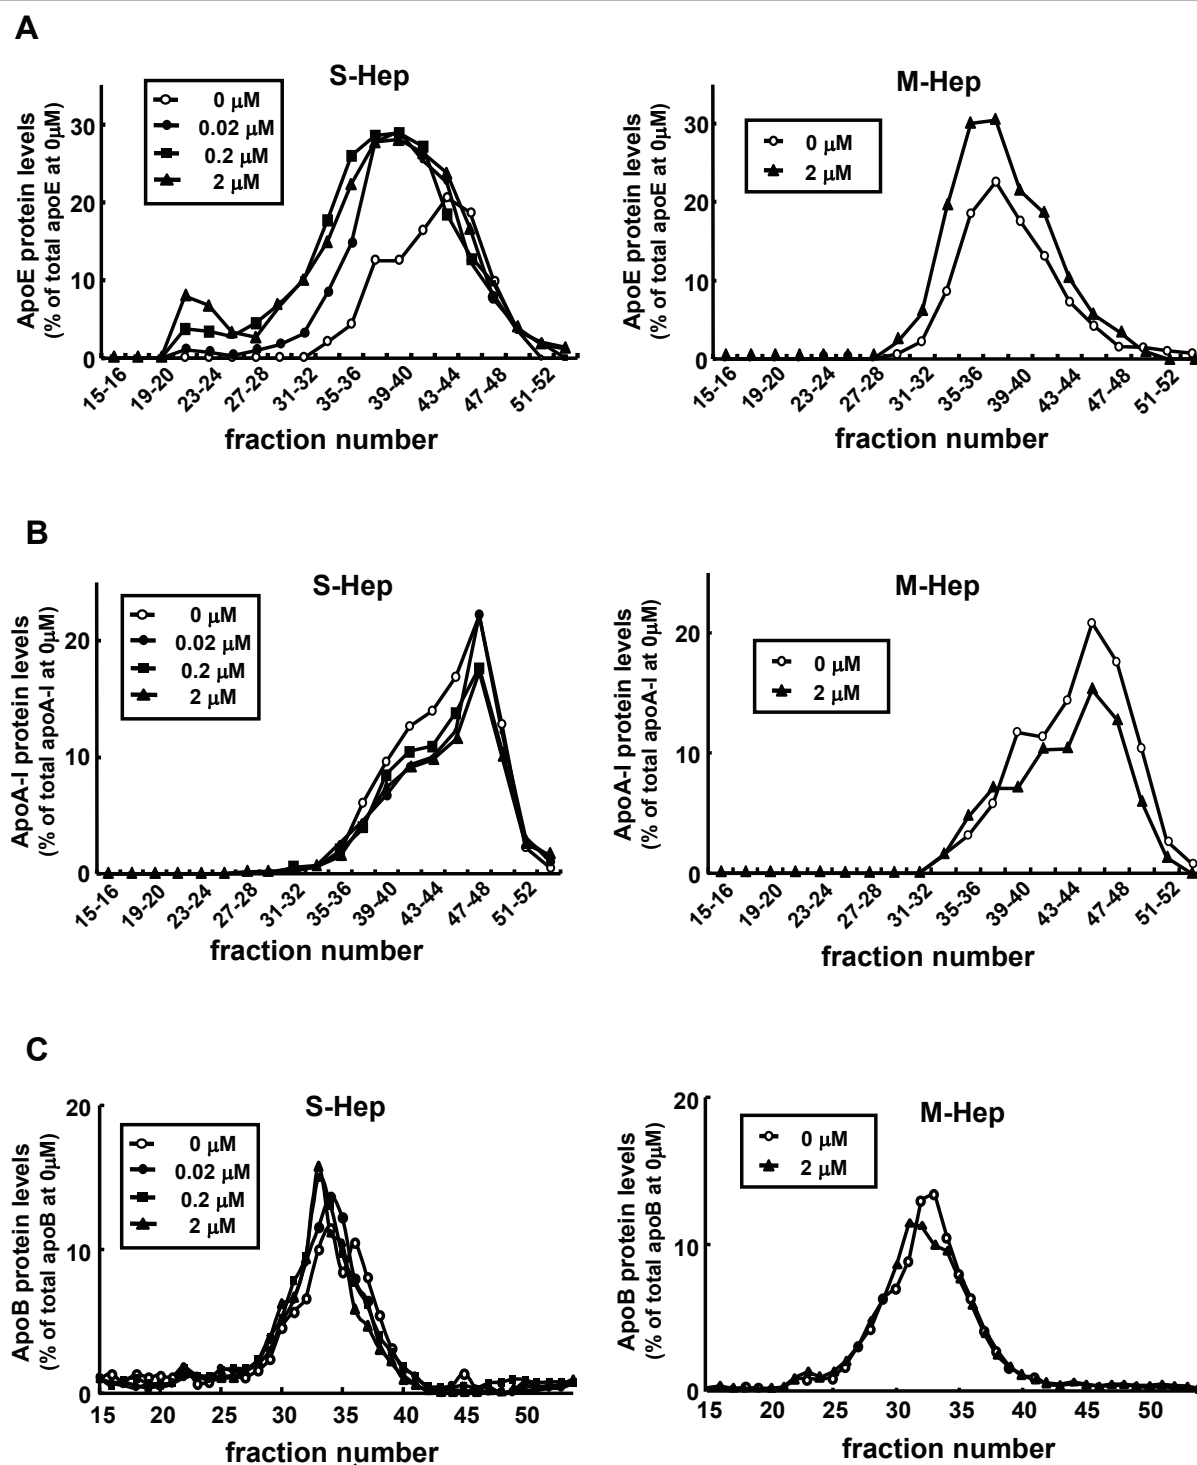 A
S-Hep
0 μM
0.02 μM
0.2 μM
2 μM
ApoE protein levels
(% of total apoE at 0μM)
30
20
10
0
15-16
19-20
23-24
27-28
31-32
35-36
39-40
43-44
47-48
51-52
fraction number
M-Hep
0 μM
2 μM
ApoE protein levels
(% of total apoE at 0μM)
30
20
10
0
15-16
19-20
23-24
27-28
31-32
35-36
39-40
43-44
47-48
51-52
fraction number
B
S-Hep
0 μM
0.02 μM
0.2 μM
2 μM
ApoA-I protein levels
(% of total apoA-I at 0μM)
20
10
0
15-16
19-20
23-24
27-28
31-32
35-36
39-40
43-44
47-48
51-52
fraction number
M-Hep
0 μM
2 μM
ApoA-I protein levels
(% of total apoA-I at 0μM)
20
10
0
15-16
19-20
23-24
27-28
31-32
35-36
39-40
43-44
47-48
51-52
fraction number
C
S-Hep
0 μM
0.02 μM
0.2 μM
2 μM
ApoB protein levels
(% of total apoB at 0μM)
20
10
0
15 20 25 30 35 40 45 50
fraction number
M-Hep
0 μM
2 μM
ApoB protein levels
(% of total apoB at 0μM)
20
10
0
15 20 25 30 35 40 45 50
fraction number